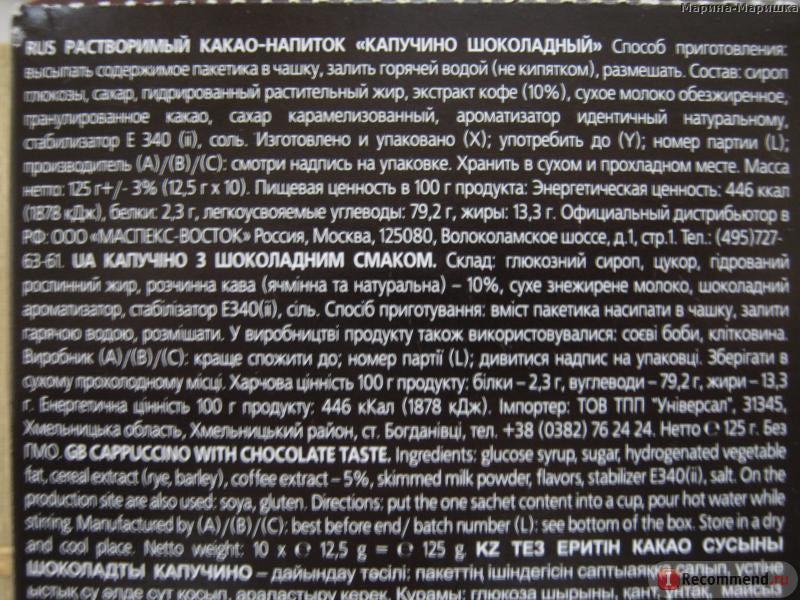 Марина-Маришка
RUS РАСТВОРИМЫЙ КАКАО-НАПИТОК «КАПУЧИНО ШОКОЛАДНЫЙ» Способ приготовления:
высыпать содержимое пакетика в чашку, залить горячей водой (не кипятком), размешать. Состав: сироп
глюкозы, сахар, гидрированный растительный жир, экстракт кофе (10%), сухое молоко обезжиренное,
гранулированное какао, сахар карамелизованный, ароматизатор идентичный натуральному,
стабилизатор Е 340 (ii), соль. Изготовлено и упаковано (X); употребить до (Y); номер партии (L);
производитель (A)/(B)/(C): смотри надпись на упаковке. Хранить в сухом и прохладном месте. Масса
нетто: 125 г+/- 3% (12,5 г х 10). Пищевая ценность в 100 г продукта: Энергетическая ценность: 446 ккал
(1878 кДж), белки: 2,3 г, легкоусвояемые углеводы: 79,2 г, жиры: 13,3 г. Официальный дистрибьютор в
РФ: ООО «МАСПЕКС-ВОСТОК» Россия, Москва, 125080, Волоколамское шоссе, д.1, стр.1. Тел.: (495)727-
63-61. UA КАПУЧІНО З ШОКОЛАДНИМ СМАКОМ. Склад: глюкозний сироп, цукор, гідрований
рослинний жир, розчинна кава (ячмінна та натуральна) – 10%, сухе знежирене молоко, шоколадний
ароматизатор, стабілізатор Е340(ii), сіль. Спосіб приготування: вміст пакетика насипати в чашку, залити
гарячою водою, розмішати. У виробництві продукту також використовувалися: соєві боби, клітковина.
Виробник (A)/(B)/(C): краще спожити до; номер партії (L): дивитися надпис на упаковці. Зберігати в
сухому прохолодному місці. Харчова цінність 100 г продукту: білки – 2,3 г, вуглеводи – 79,2 г, жири – 13,3
г. Енергетична цінність 100 г продукту: 446 кКал (1878 кДж). Імпортер: ТОВ ТПП "Універсал", 31345,
Хмельницька область, Хмельницький район, ст. Богданівці, тел. +38 (0382) 76 24 24. Нетто ℮ 125 г. Без
ГМО. GB CAPPUCCINO WITH CHOCOLATE TASTE. Ingredients: glucose syrup, sugar, hydrogenated vegetable
fat, cereal extract (rye, barley), coffee extract – 5%, skimmed milk powder, flavors, stabilizer E340(ii), salt. On the
production site are also used: soya, gluten. Directions: put the one sachet content into a cup, pour hot water while
stirring. Manufactured by (A)/(B)/(C): best before end/ batch number (L): see bottom of the box. Store in a dry
and cool place. Netto weight: 10 x ℮ 12,5 g = ℮ 125 g. KZ ТЕЗ ЕРИТІН КАКАО СУСЫНЫ
ШОКОЛАДТЫ КАПУЧИНО – дайындау тәсілі: пакеттің ішіндегісін саптыаяққа салып, үстіне
ыстық су әлде сүт қосып, араластыру керек. Құрамы: глюкоза шырыны, қант,
iRecommend.ru